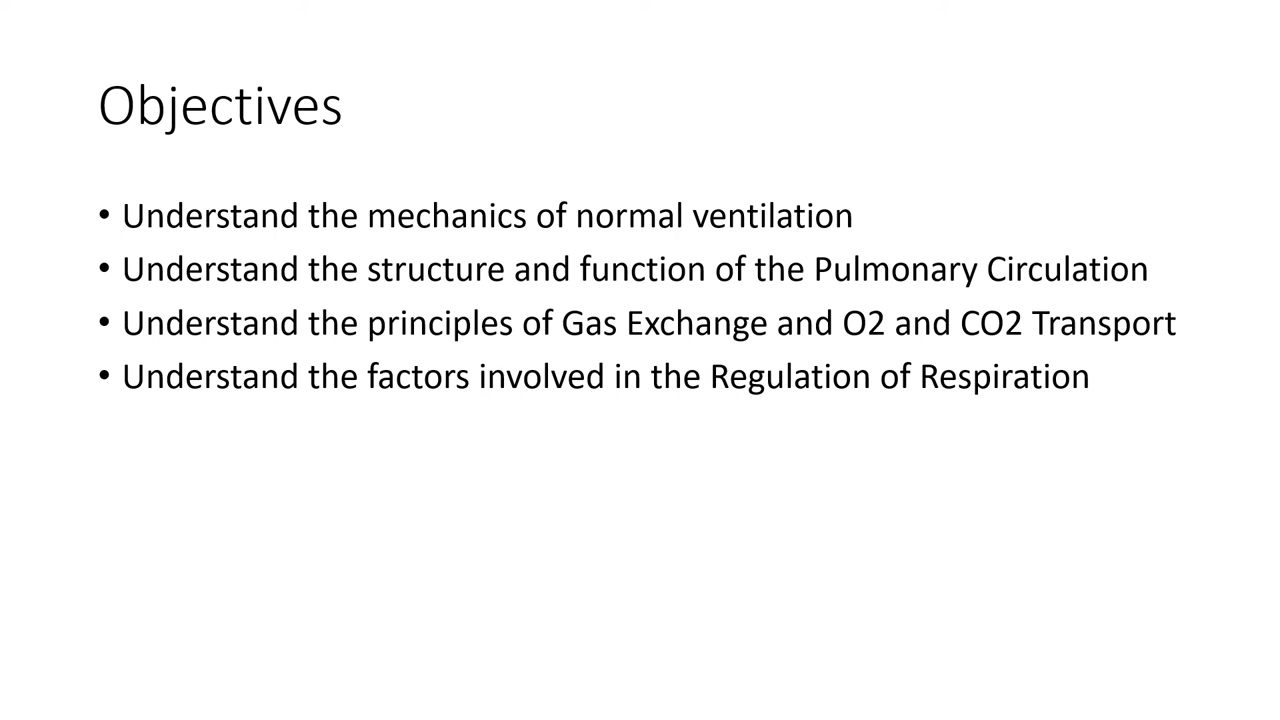 Objectives
• Understand the mechanics of normal ventilation
• Understand the structure and function of the Pulmonary Circulation
• Understand the principles of Gas Exchange and O2 and CO2 Transport
• Understand the factors involved in the Regulation of Respiration